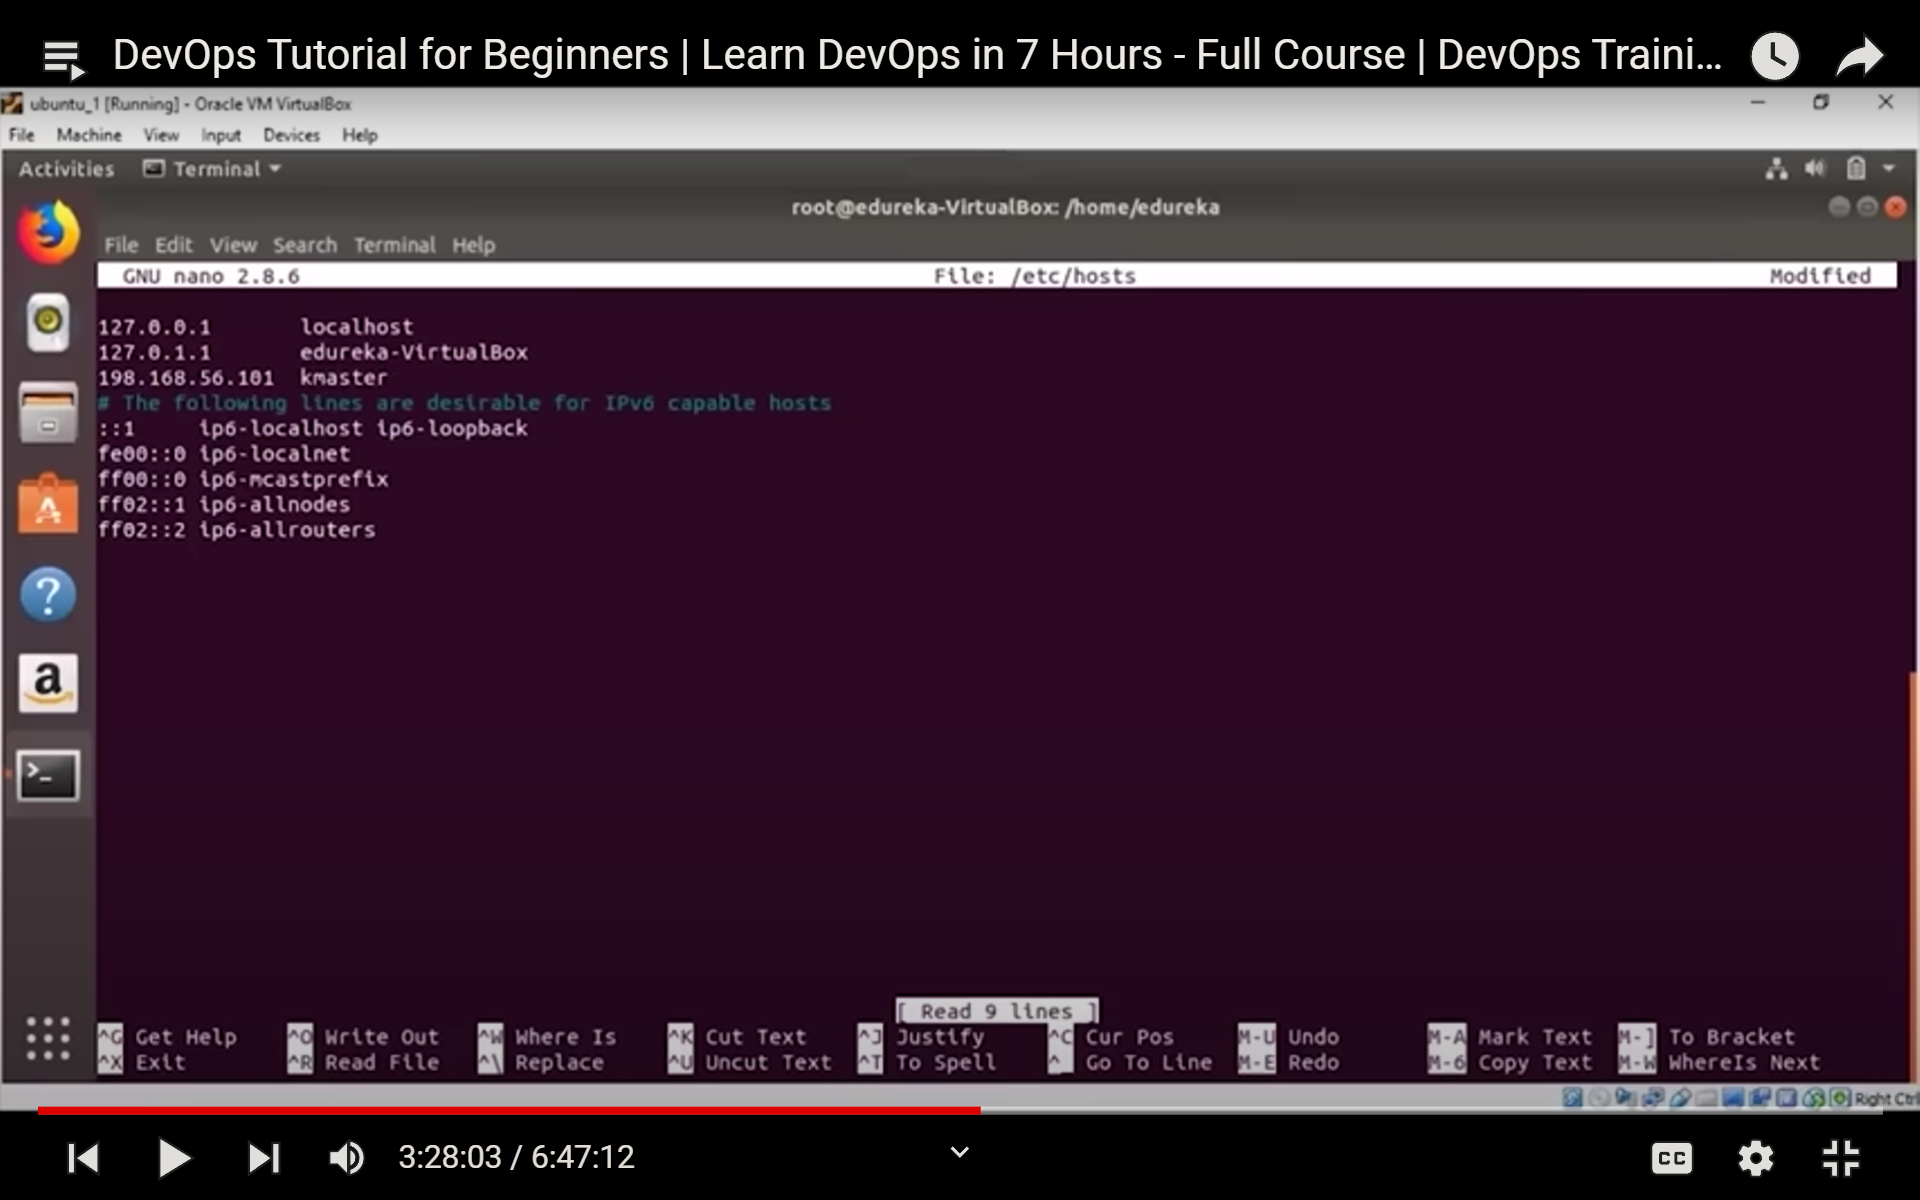 DevOps Tutorial for Beginners | Learn DevOps in 7 Hours - Full Course | DevOps Traini...
ubuntu_1 [Running] - Oracle VM VirtualBox
File Machine View Input Devices Help
Activities Terminal
root@edureka-VirtualBox: /home/edureka
File Edit View Search Terminal Help
GNU nano 2.8.6 File: /etc/hosts Modified
127.0.0.1 localhost
127.0.1.1 edureka-VirtualBox
198.168.56.101 kmaster
# The following lines are desirable for IPv6 capable hosts
::1 ip6-localhost ip6-loopback
fe00::0 ip6-localnet
ff00::0 ip6-mcastprefix
ff02::1 ip6-allnodes
ff02::2 ip6-allrouters
[ Read 9 lines ]
^G Get Help ^O Write Out ^W Where Is ^K Cut Text ^J Justify ^C Cur Pos M-U Undo M-A Mark Text M-] To Bracket
^X Exit ^R Read File ^\ Replace ^U Uncut Text ^T To Spell ^_ Go To Line M-E Redo M-6 Copy Text M-W WhereIs Next
Right Ctrl
3:28:03 / 6:47:12
CC